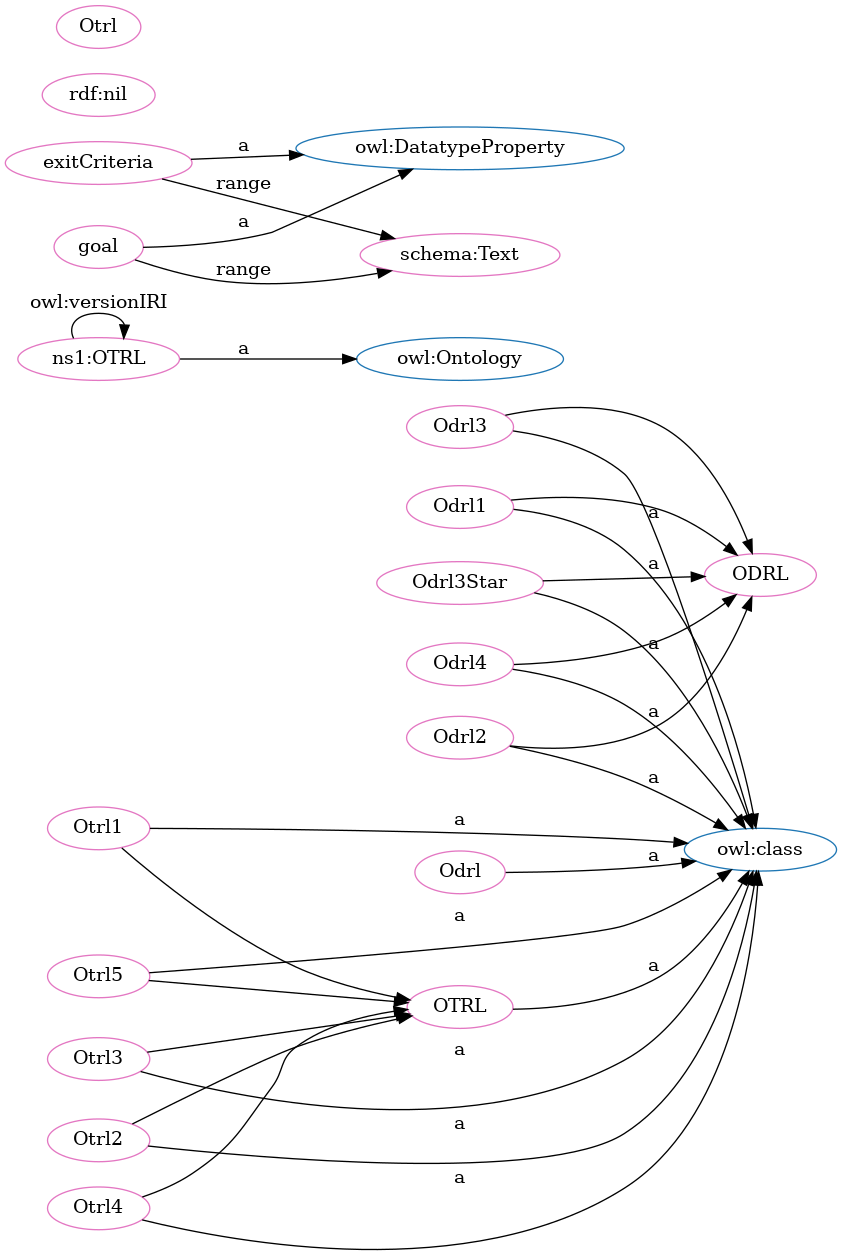 Otrl
rdf:nil
exitCriteria
a
owl:DatatypeProperty
range
a
goal
schema:Text
range
owl:versionIRI
ns1:OTRL
a
owl:Ontology
Odrl3
Odrl1
a
a
Odrl3Star
ODRL
a
Odrl4
a
Odrl2
a
Otrl1
a
owl:class
a
Odrl
a
Otrl5
a
OTRL
a
Otrl3
a
Otrl2
a
Otrl4